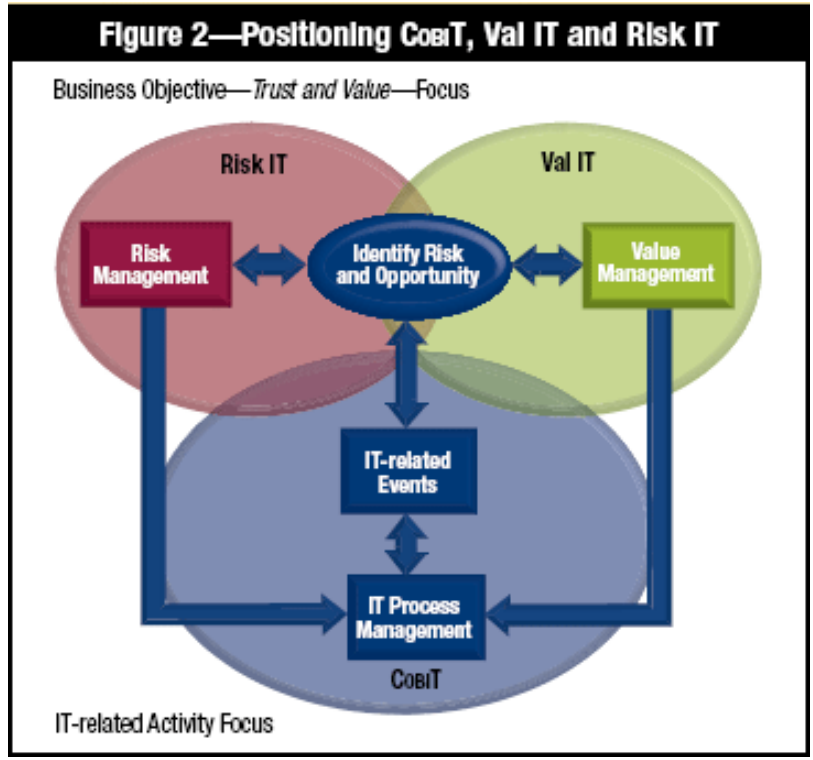 Figure 2—Positioning COBIT, Val IT and Risk IT
Business Objective—Trust and Value—Focus
Risk IT
Val IT
Risk
Management
Identify Risk
and Opportunity
Value
Management
IT-related
Events
IT Process
Management
COBIT
IT-related Activity Focus